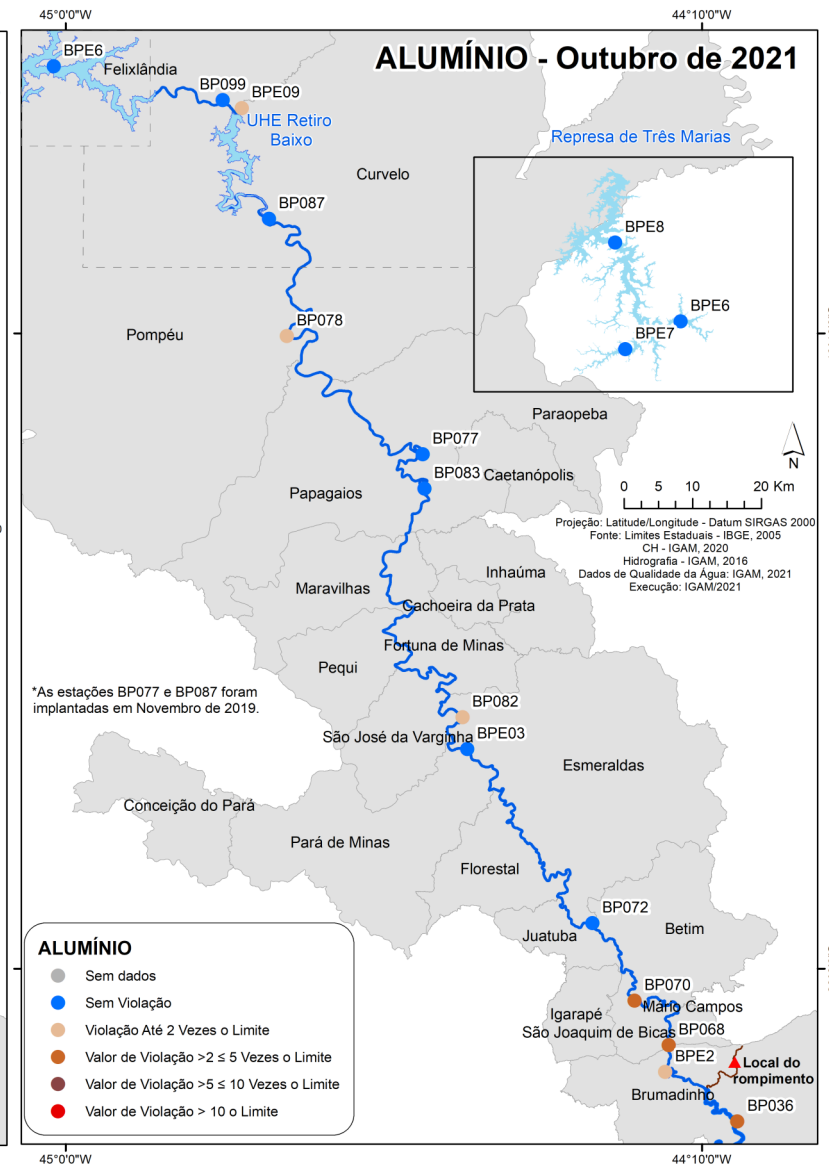 45°0'0"W
44°10'0"W
ALUMÍNIO - Outubro de 2021
BPE6
Felixlândia
BP099
BPE09
UHE Retiro
Baixo
Represa de Três Marias
Curvelo
BP087
BPE8
BPE6
BPE7
BP078
Pompéu
Paraopeba
BP077
Caetanópolis
BP083
Papagaios
N
0 5 10 20 Km
Projeção: Latitude/Longitude - Datum SIRGAS 2000
Fonte: Limites Estaduais - IBGE, 2005
CH - IGAM, 2020
Hidrografia - IGAM, 2016
Dados de Qualidade da Água: IGAM, 2021
Execução: IGAM/2021
Inhaúma
Maravilhas
Cachoeira da Prata
Fortuna de Minas
Pequi
*As estações BP077 e BP087 foram
implantadas em Novembro de 2019.
BP082
São José da Varginha
BPE03
Esmeraldas
Conceição do Pará
Pará de Minas
Florestal
BP072
Juatuba
Betim
BP070
Mário Campos
Igarapé
São Joaquim de Bicas
BP068
BPE2
Local do
rompimento
Brumadinho
BP036
ALUMÍNIO
Sem dados
Sem Violação
Violação Até 2 Vezes o Limite
Valor de Violação >2 ≤ 5 Vezes o Limite
Valor de Violação >5 ≤ 10 Vezes o Limite
Valor de Violação > 10 o Limite
45°0'0"W
44°10'0"W